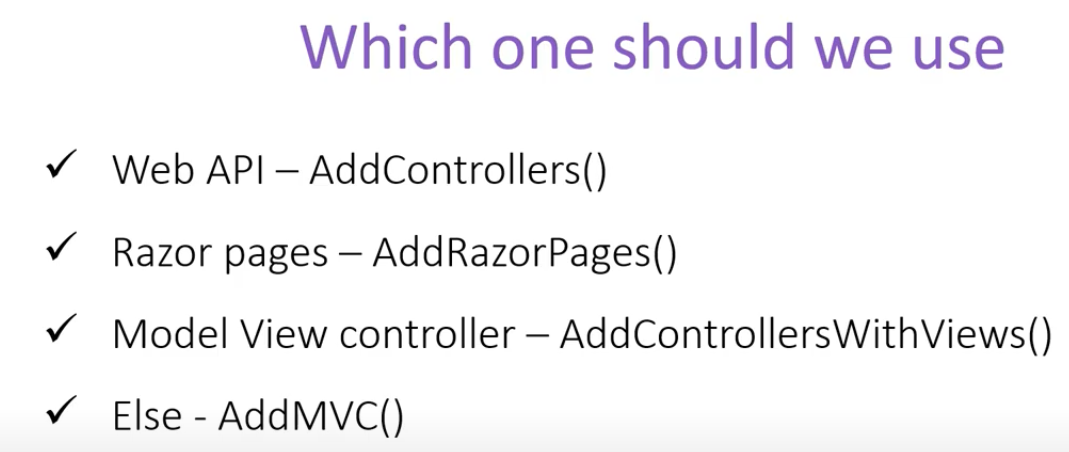 Which one should we use
✓ Web API – AddControllers()
✓ Razor pages – AddRazorPages()
✓ Model View controller – AddControllersWithViews()
✓ Else - AddMVC()